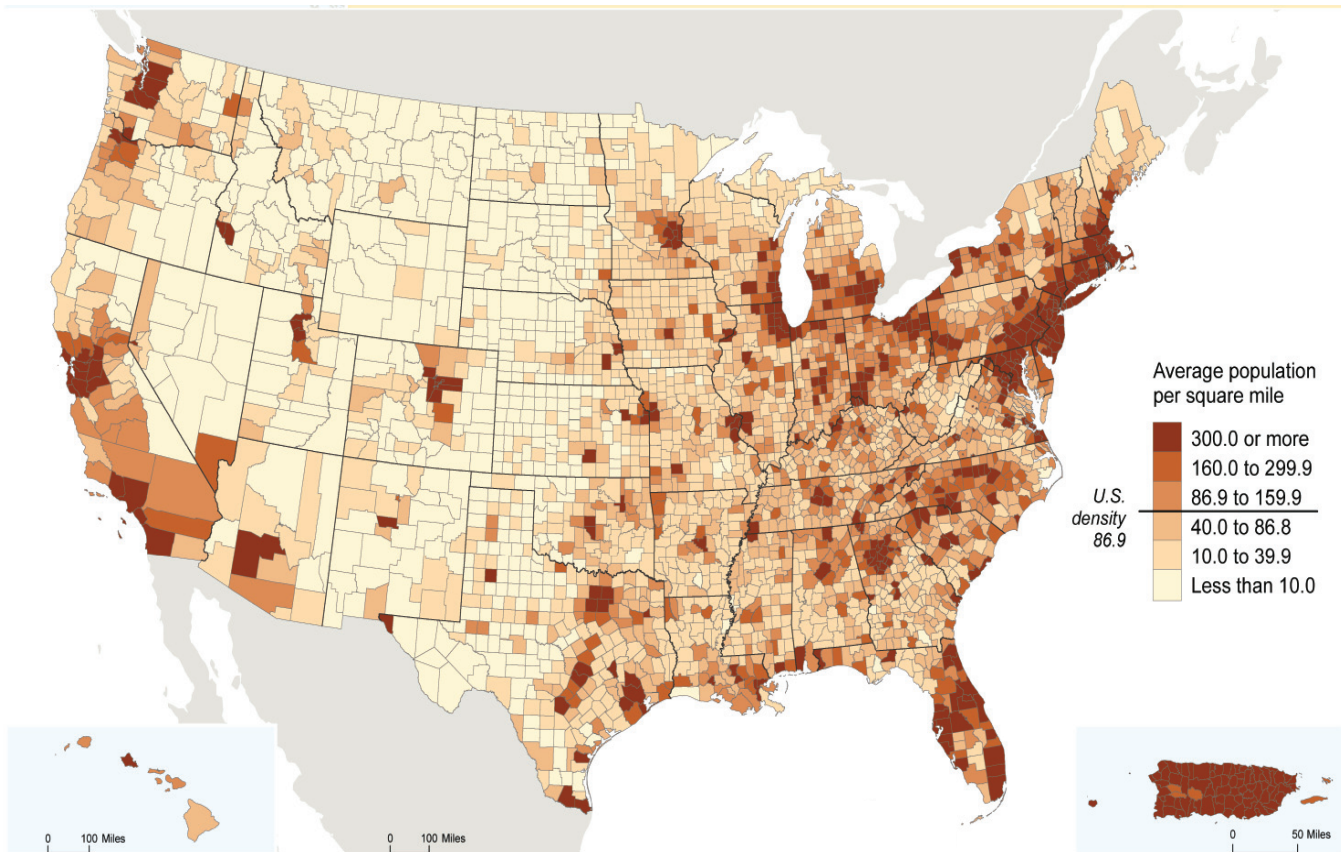 Average population
per square mile
300.0 or more
160.0 to 299.9
86.9 to 159.9
U.S.
density
86.9
40.0 to 86.8
10.0 to 39.9
Less than 10.0
0 100 Miles
0 100 Miles
0 50 Miles